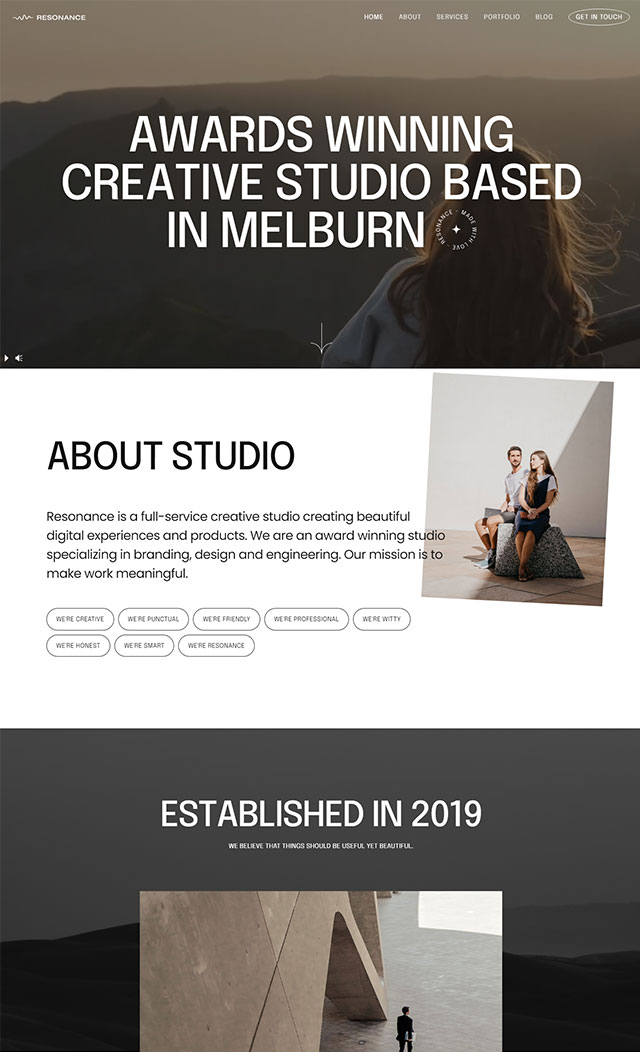 RESONANCE
HOME ABOUT SERVICES PORTFOLIO BLOG GET IN TOUCH
AWARDS WINNING
CREATIVE STUDIO BASED
IN MELBURN
RESONANCE - MADE WITH LOVE -
ABOUT STUDIO
Resonance is a full-service creative studio creating beautiful
digital experiences and products. We are an award winning studio
specializing in branding, design and engineering. Our mission is to
make work meaningful.
WE'RE CREATIVE WE'RE PUNCTUAL WE'RE FRIENDLY WE'RE PROFESSIONAL WE'RE WITTY
WE'RE HONEST WE'RE SMART WE'RE RESONANCE
ESTABLISHED IN 2019
WE BELIEVE THAT THINGS SHOULD BE USEFUL YET BEAUTIFUL.